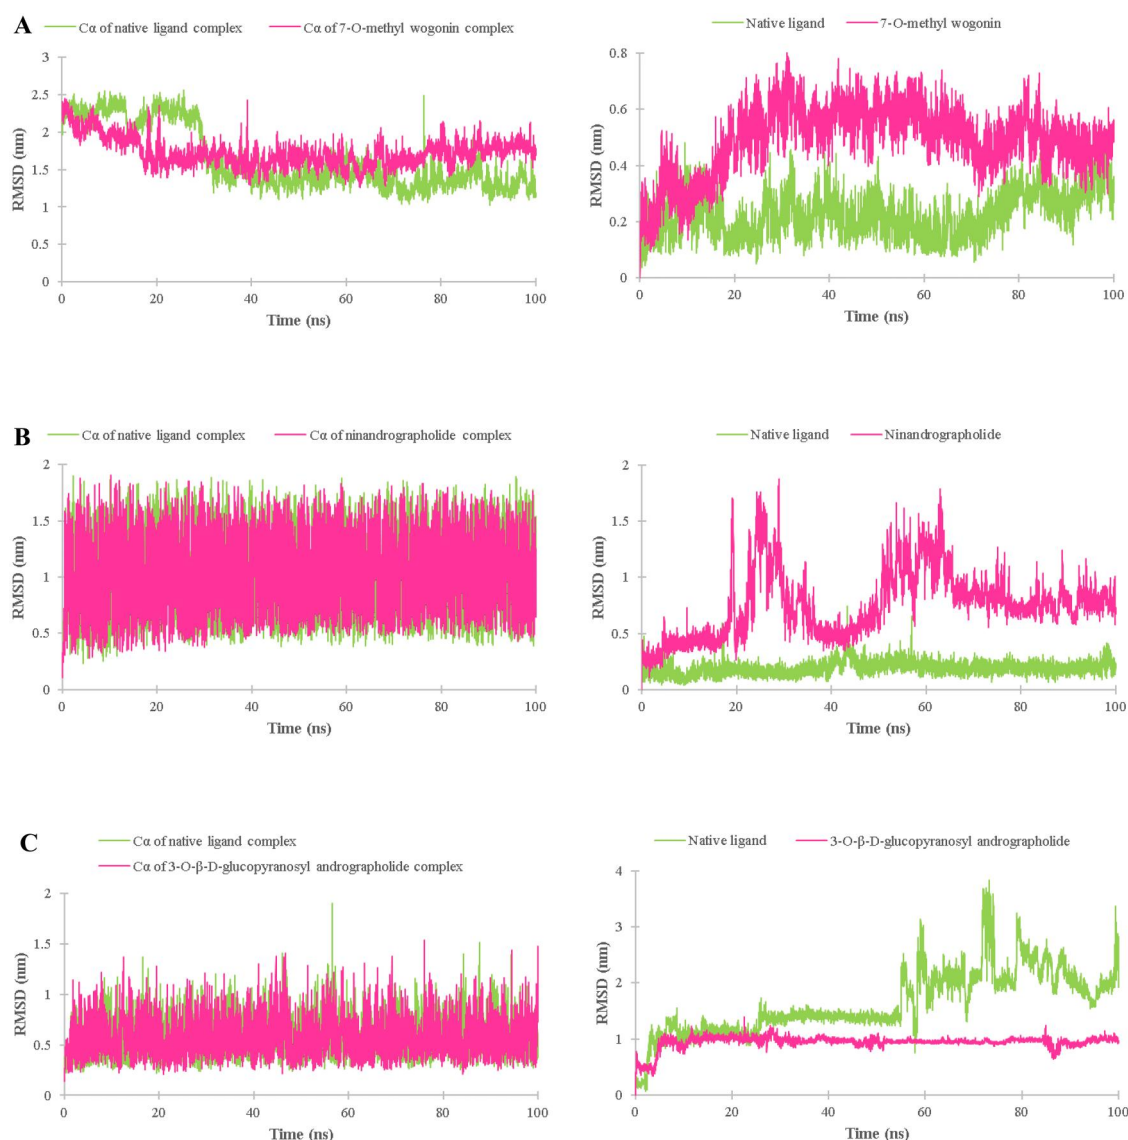 A
Cα of native ligand complex
Cα of 7-O-methyl wogonin complex
RMSD (nm)
3
2.5
2
1.5
1
0.5
0
0 20 40 60 80 100
Time (ns)
Native ligand
7-O-methyl wogonin
RMSD (nm)
0.8
0.6
0.4
0.2
0
0 20 40 60 80 100
Time (ns)
B
Cα of native ligand complex
Cα of ninandrographolide complex
RMSD (nm)
2
1.5
1
0.5
0
0 20 40 60 80 100
Time (ns)
Native ligand
Ninandrographolide
RMSD (nm)
2
1.5
1
0.5
0
0 20 40 60 80 100
Time (ns)
C
Cα of native ligand complex
Cα of 3-O-β-D-glucopyranosyl andrographolide complex
RMSD (nm)
2
1.5
1
0.5
0
0 20 40 60 80 100
Time (ns)
Native ligand
3-O-β-D-glucopyranosyl andrographolide
RMSD (nm)
4
3
2
1
0
0 20 40 60 80 100
Time (ns)